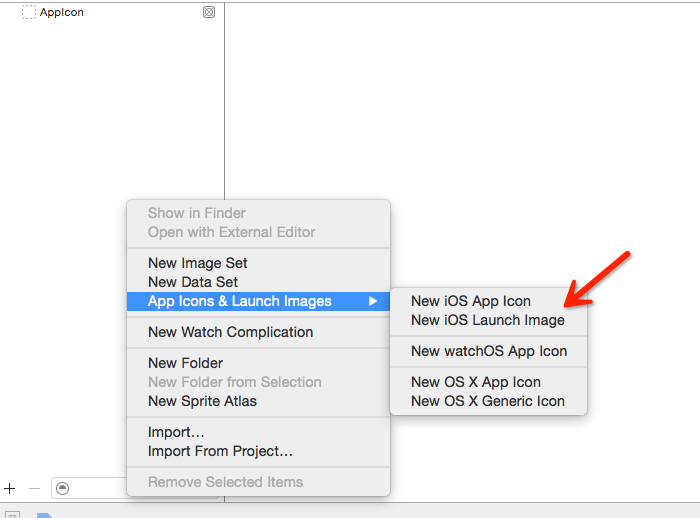 AppIcon
Show in Finder
Open with External Editor
New Image Set
New Data Set
App Icons & Launch Images
New Watch Complication
New Folder
New Folder from Selection
New Sprite Atlas
Import...
Import From Project...
Remove Selected Items
New iOS App Icon
New iOS Launch Image
New watchOS App Icon
New OS X App Icon
New OS X Generic Icon